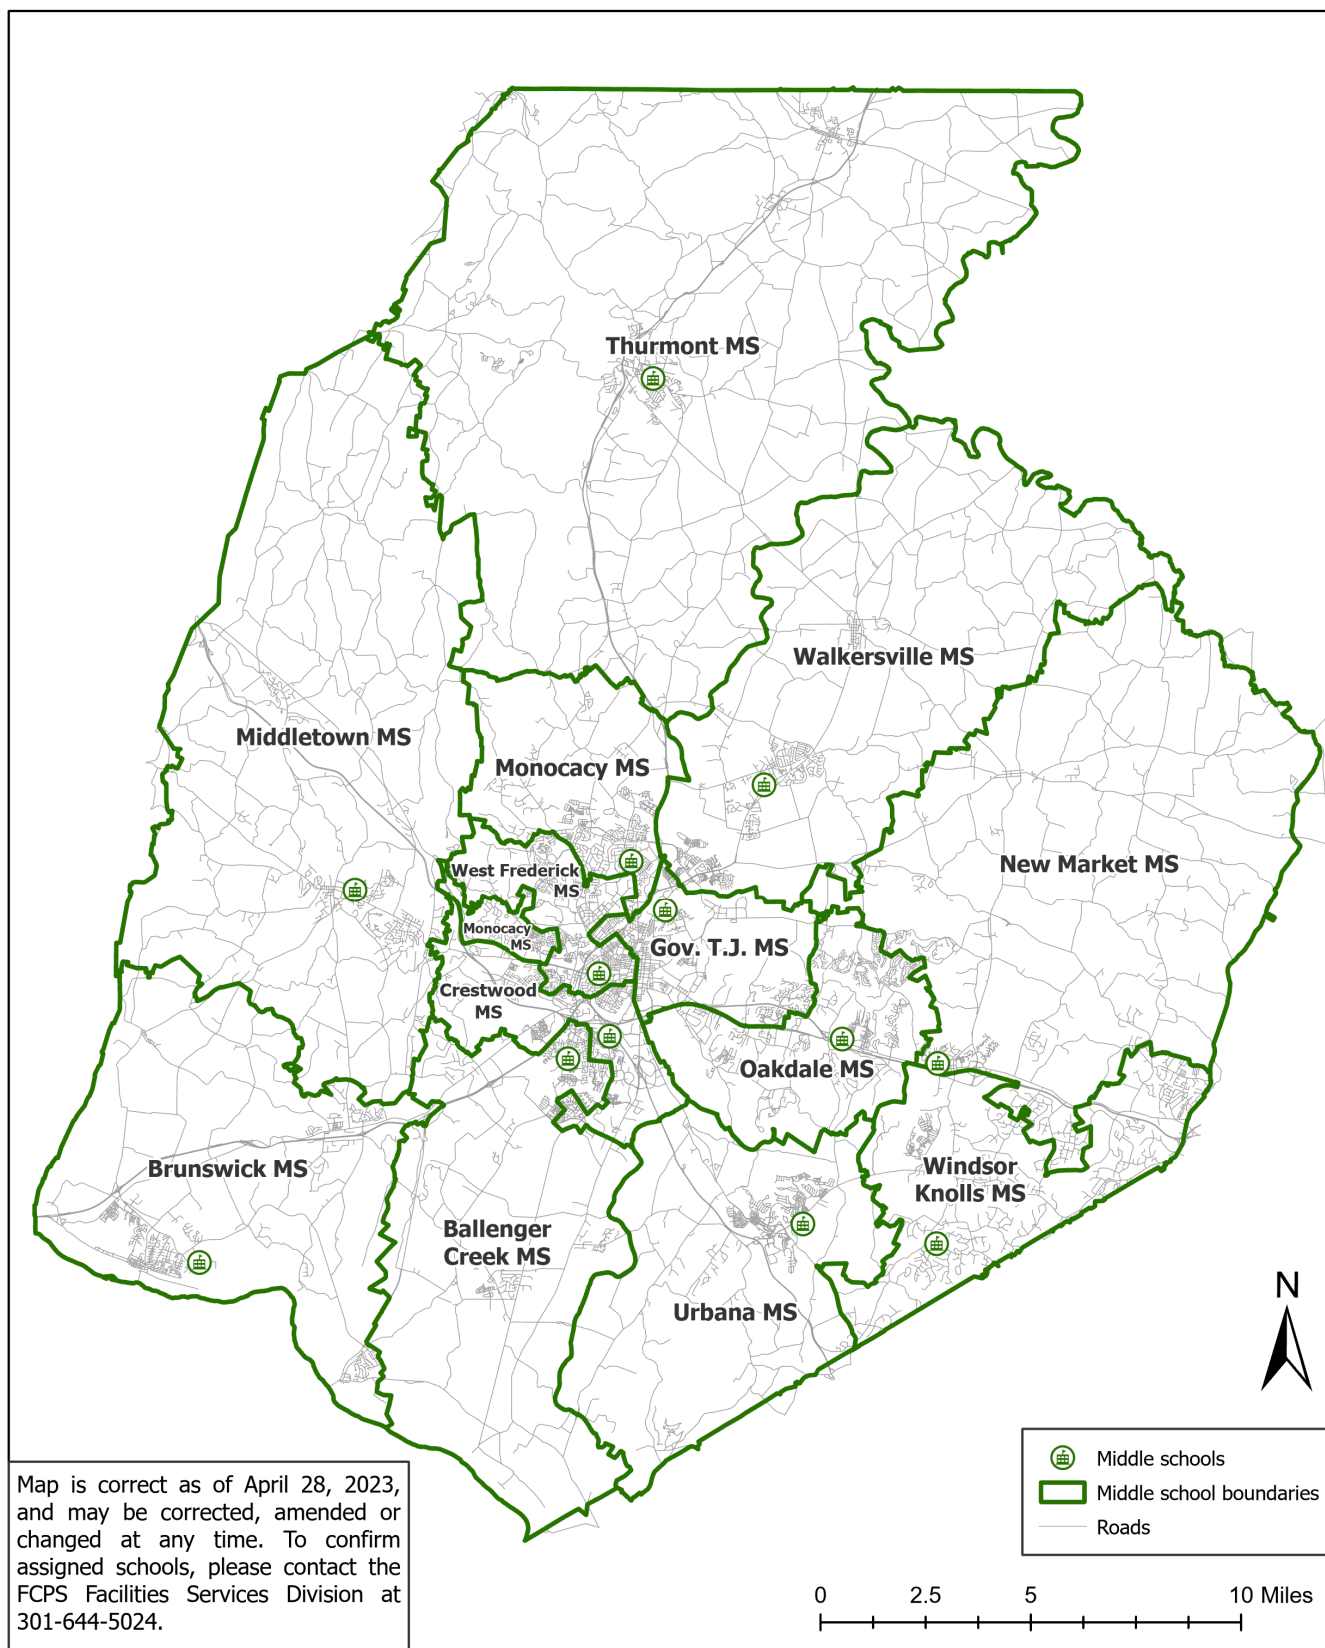 Thurmont MS
Walkersville MS
Middletown MS
Monocacy MS
New Market MS
West Frederick
MS
Monocacy
MS
Gov. T.J. MS
Crestwood
MS
Oakdale MS
Brunswick MS
Windsor
Knolls MS
Ballenger
Creek MS
Urbana MS
N
Middle schools
Middle school boundaries
Roads
Map is correct as of April 28, 2023,
and may be corrected, amended or
changed at any time. To confirm
assigned schools, please contact the
FCPS Facilities Services Division at
301-644-5024.
0 2.5 5 10 Miles